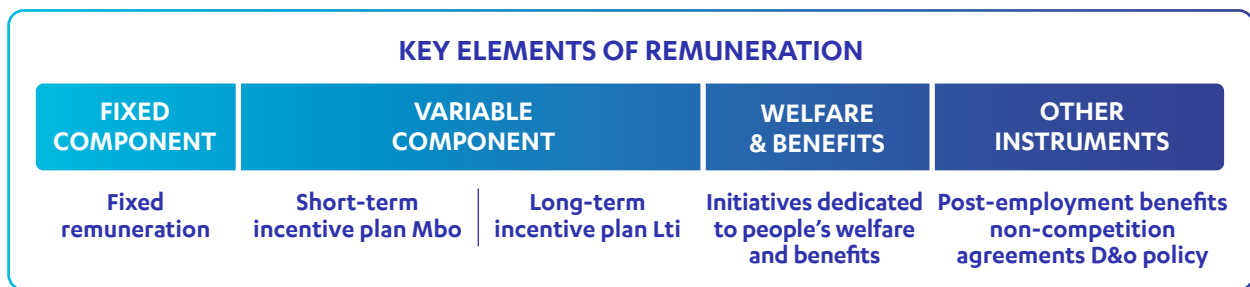 KEY ELEMENTS OF REMUNERATION
FIXED
COMPONENT
VARIABLE
COMPONENT
WELFARE
& BENEFITS
OTHER
INSTRUMENTS
Fixed
remuneration
Short-term
incentive plan Mbo
Long-term
incentive plan Lti
Initiatives dedicated
to people's welfare
and benefits
Post-employment benefits
non-competition
agreements D&o policy